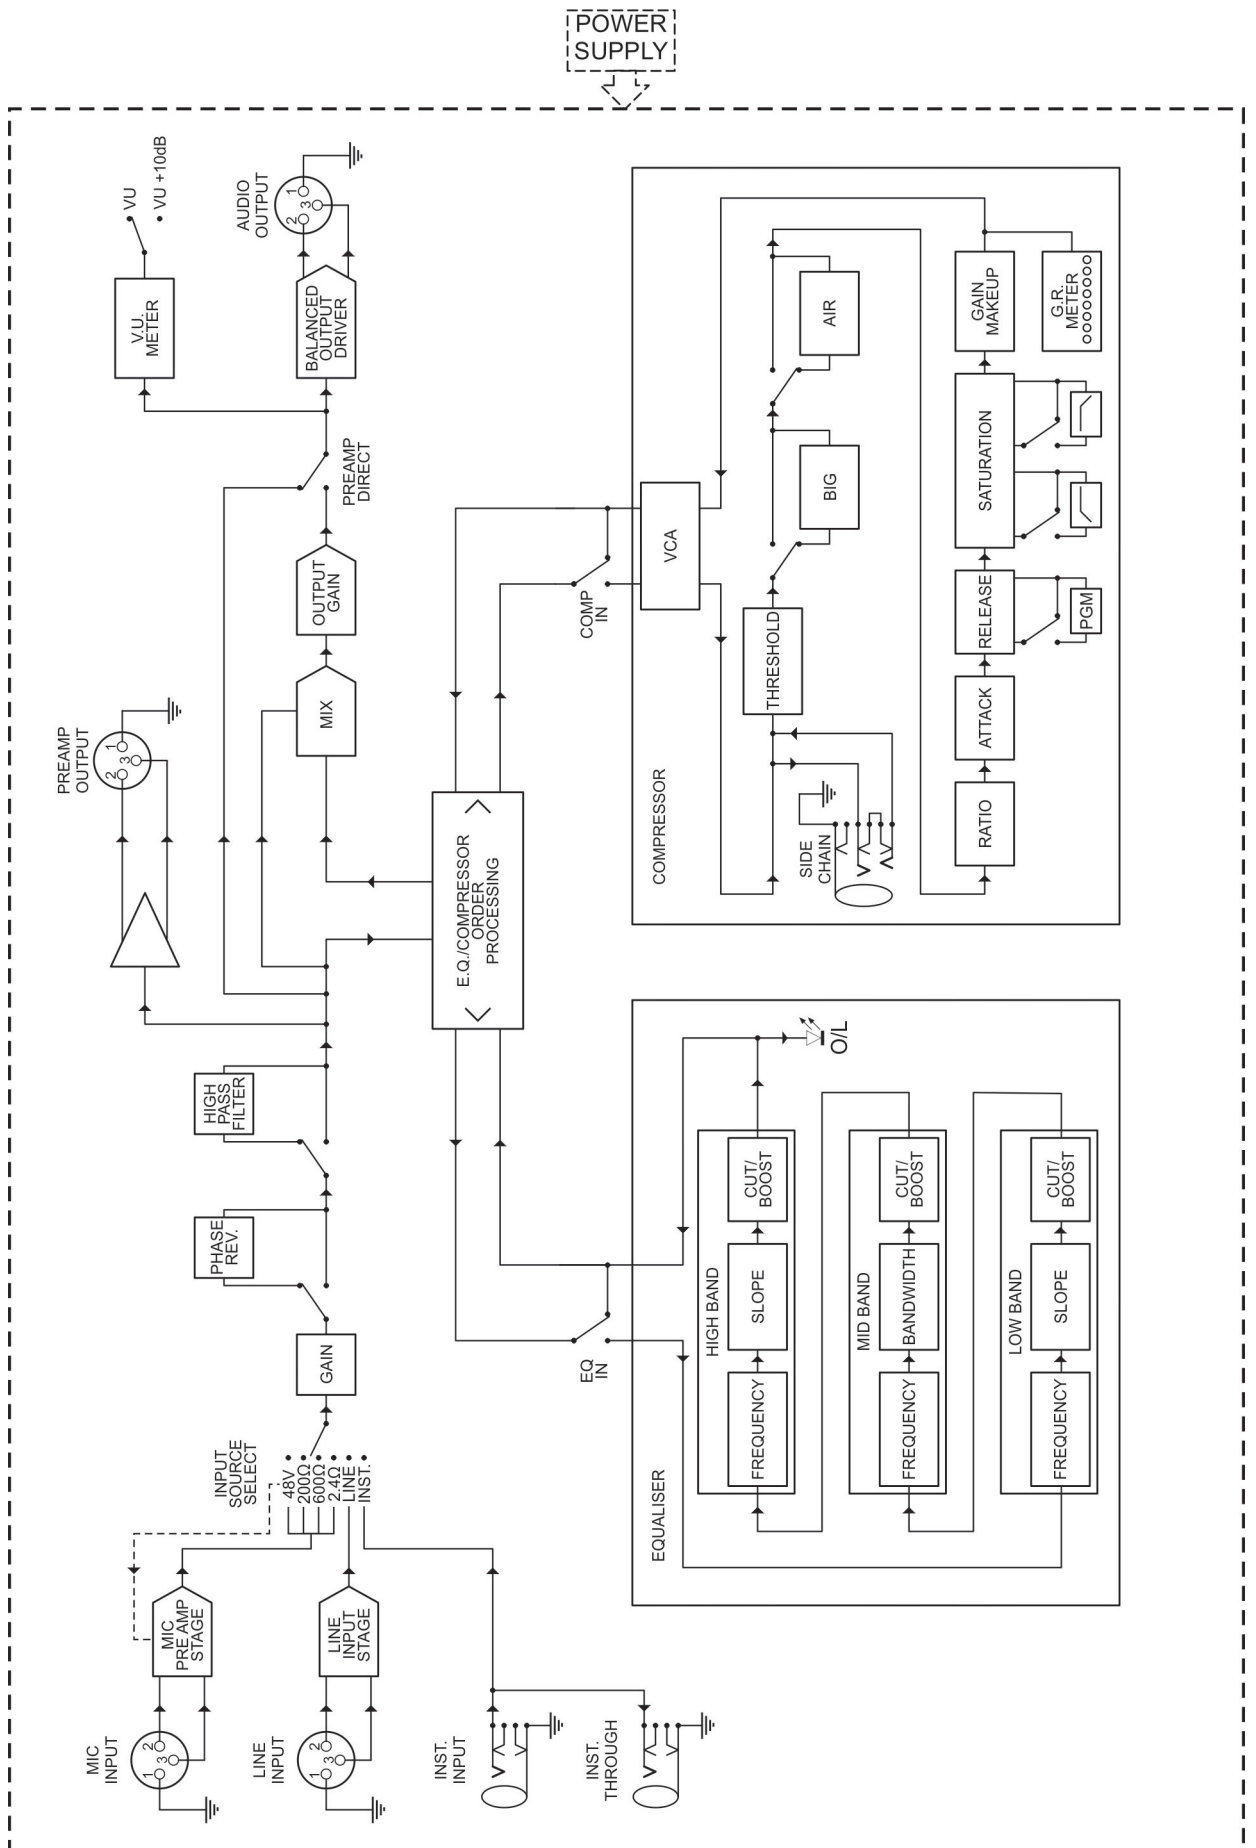 POWER
SUPPLY
MIC
INPUT
1
2
3
MIC
PRE AMP
STAGE
LINE
INPUT
1
2
3
LINE
INPUT
STAGE
INST.
INPUT
INST.
THROUGH
INPUT
SOURCE
SELECT
48V
200Ω
600Ω
2.4Ω
LINE
INST.
GAIN
PHASE
REV.
HIGH
PASS
FILTER
PREAMP
OUTPUT
2
1
3
MIX
OUTPUT
GAIN
PREAMP
DIRECT
V.U.
METER
VU
VU +10dB
BALANCED
OUTPUT
DRIVER
AUDIO
OUTPUT
2
1
3
E.Q./COMPRESSOR
ORDER
PROCESSING
EQ
IN
COMP
IN
EQUALISER
HIGH BAND
FREQUENCY
SLOPE
CUT/
BOOST
O/L
MID BAND
FREQUENCY
BANDWIDTH
CUT/
BOOST
LOW BAND
FREQUENCY
SLOPE
CUT/
BOOST
COMPRESSOR
VCA
SIDE
CHAIN
THRESHOLD
BIG
AIR
RATIO
ATTACK
RELEASE
PGM
SATURATION
GAIN
MAKEUP
G.R.
METER